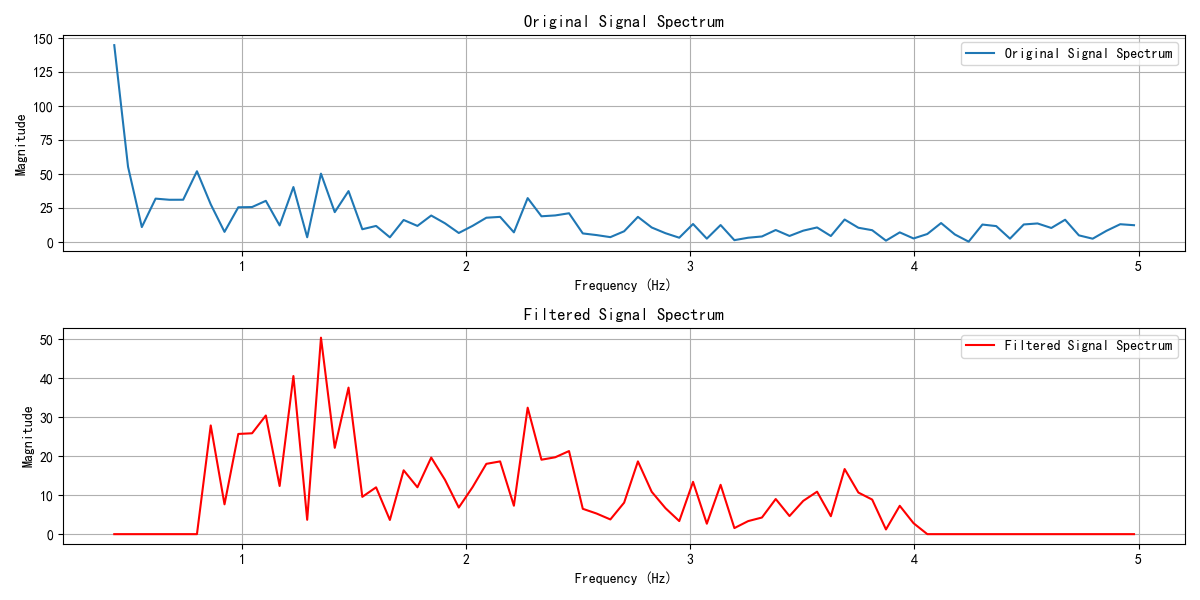 Original Signal Spectrum
150
125
100
75
50
25
0
Magnitude
Original Signal Spectrum
1 2 3 4 5
Frequency (Hz)
Filtered Signal Spectrum
50
40
30
20
10
0
Magnitude
Filtered Signal Spectrum
1 2 3 4 5
Frequency (Hz)